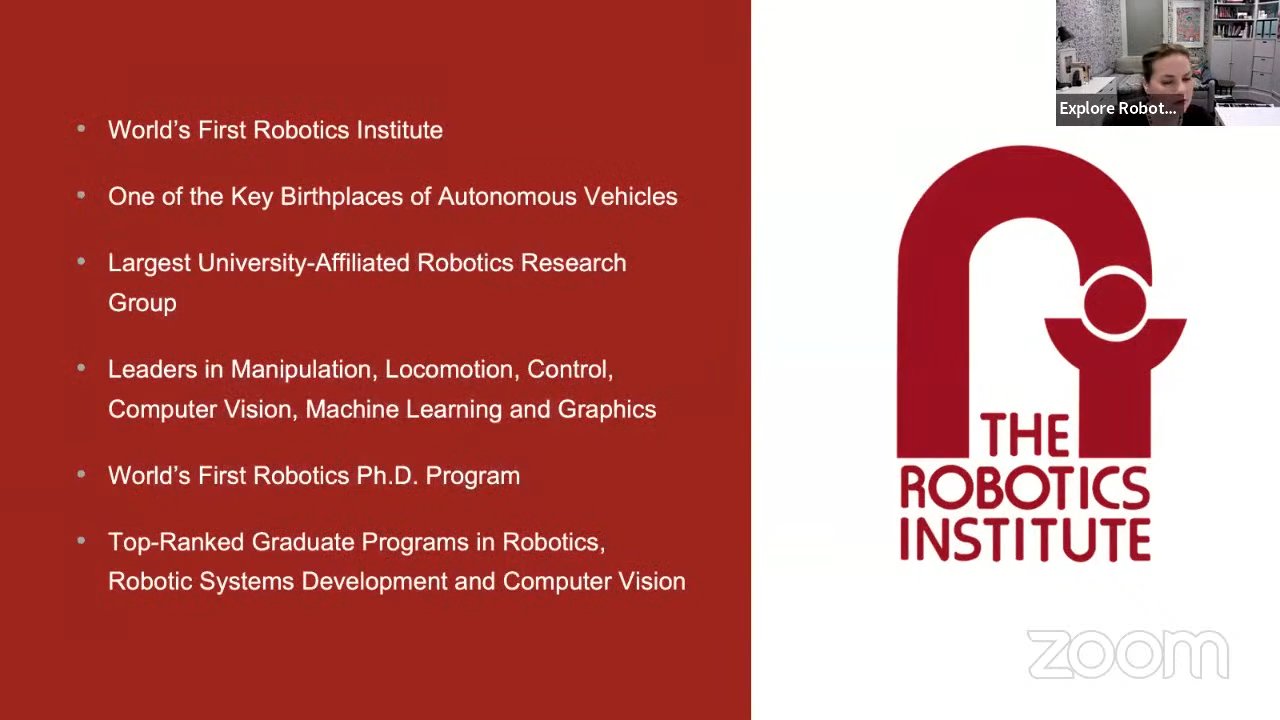 Explore Robot...
• World's First Robotics Institute
• One of the Key Birthplaces of Autonomous Vehicles
• Largest University-Affiliated Robotics Research
Group
• Leaders in Manipulation, Locomotion, Control,
Computer Vision, Machine Learning and Graphics
• World's First Robotics Ph.D. Program
• Top-Ranked Graduate Programs in Robotics,
Robotic Systems Development and Computer Vision
THE
ROBOTICS
INSTITUTE
zoom